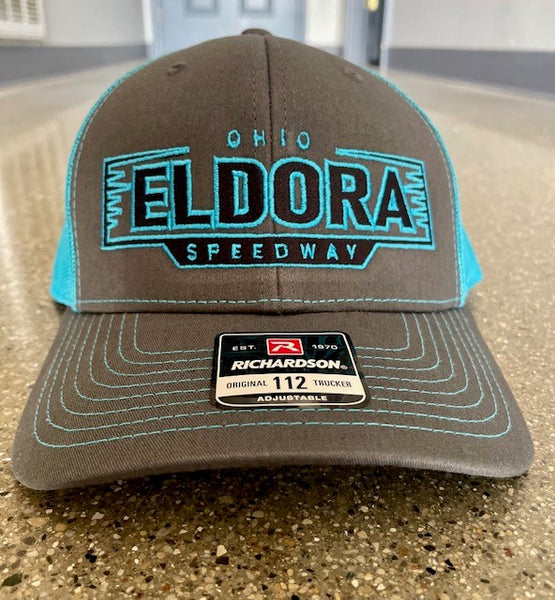 OHIO
ELDORA
SPEEDWAY
EST. R 1970
RICHARDSON®
ORIGINAL 112 TRUCKER
ADJUSTABLE